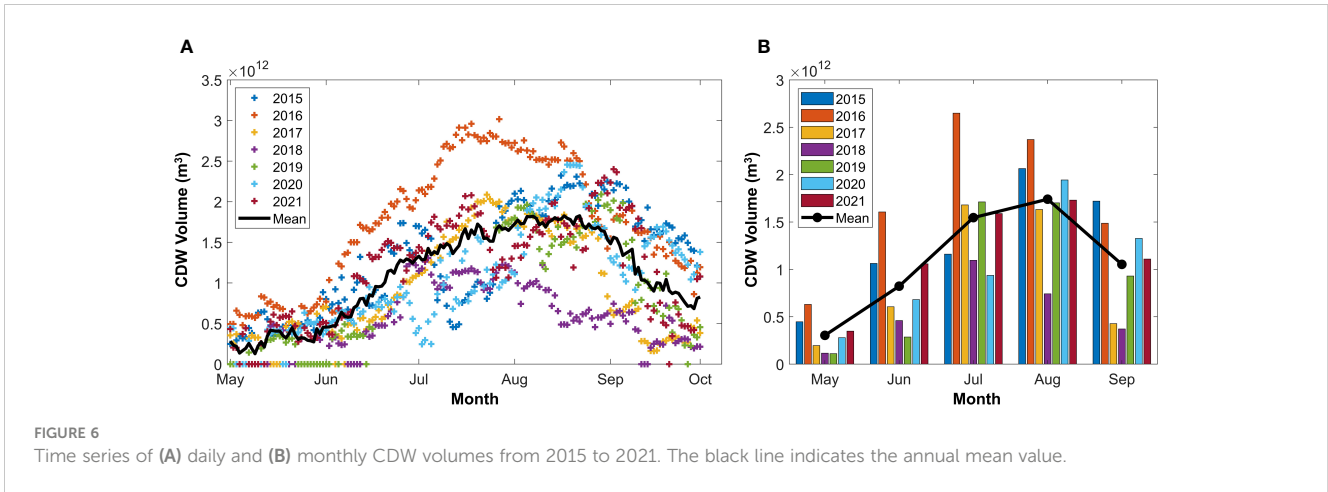 A
×10^12
3.5
3
2.5
2
1.5
1
0.5
0
CDW Volume (m³)
2015
2016
2017
2018
2019
2020
2021
Mean
May
Jun
Jul
Aug
Sep
Oct
Month
B
×10^12
3
2.5
2
1.5
1
0.5
0
CDW Volume (m³)
2015
2016
2017
2018
2019
2020
2021
Mean
May
Jun
Jul
Aug
Sep
Month
FIGURE 6
Time series of (A) daily and (B) monthly CDW volumes from 2015 to 2021. The black line indicates the annual mean value.